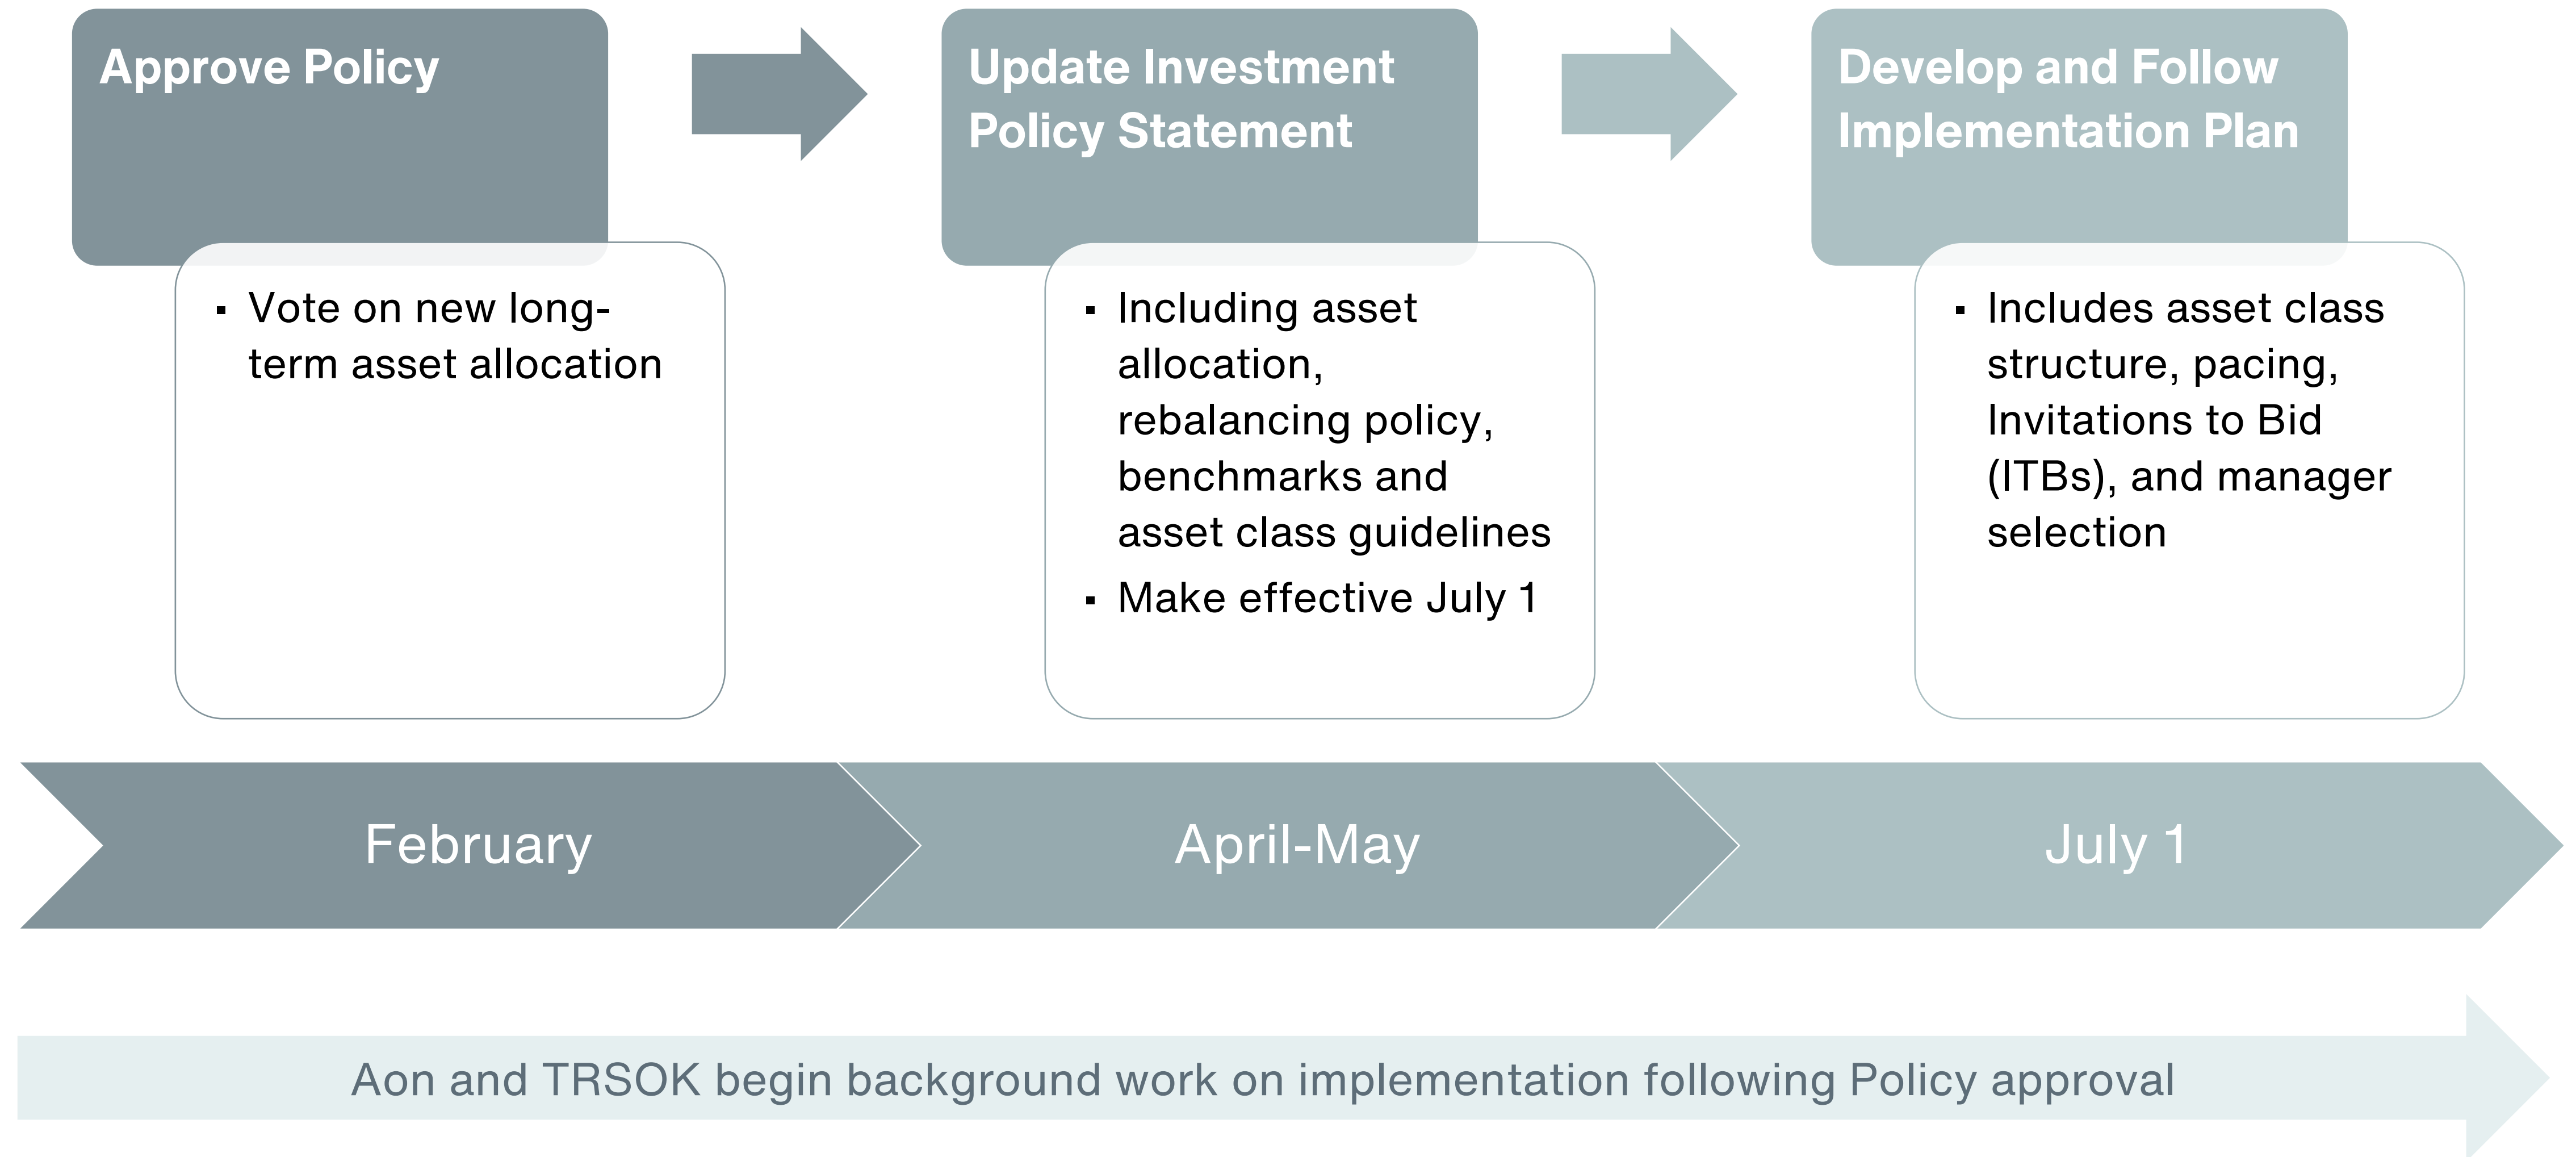 Approve Policy
▪ Vote on new long-
term asset allocation
Update Investment
Policy Statement
▪ Including asset
allocation,
rebalancing policy,
benchmarks and
asset class guidelines
▪ Make effective July 1
Develop and Follow
Implementation Plan
▪ Includes asset class
structure, pacing,
Invitations to Bid
(ITBs), and manager
selection
February
April-May
July 1
Aon and TRSOK begin background work on implementation following Policy approval